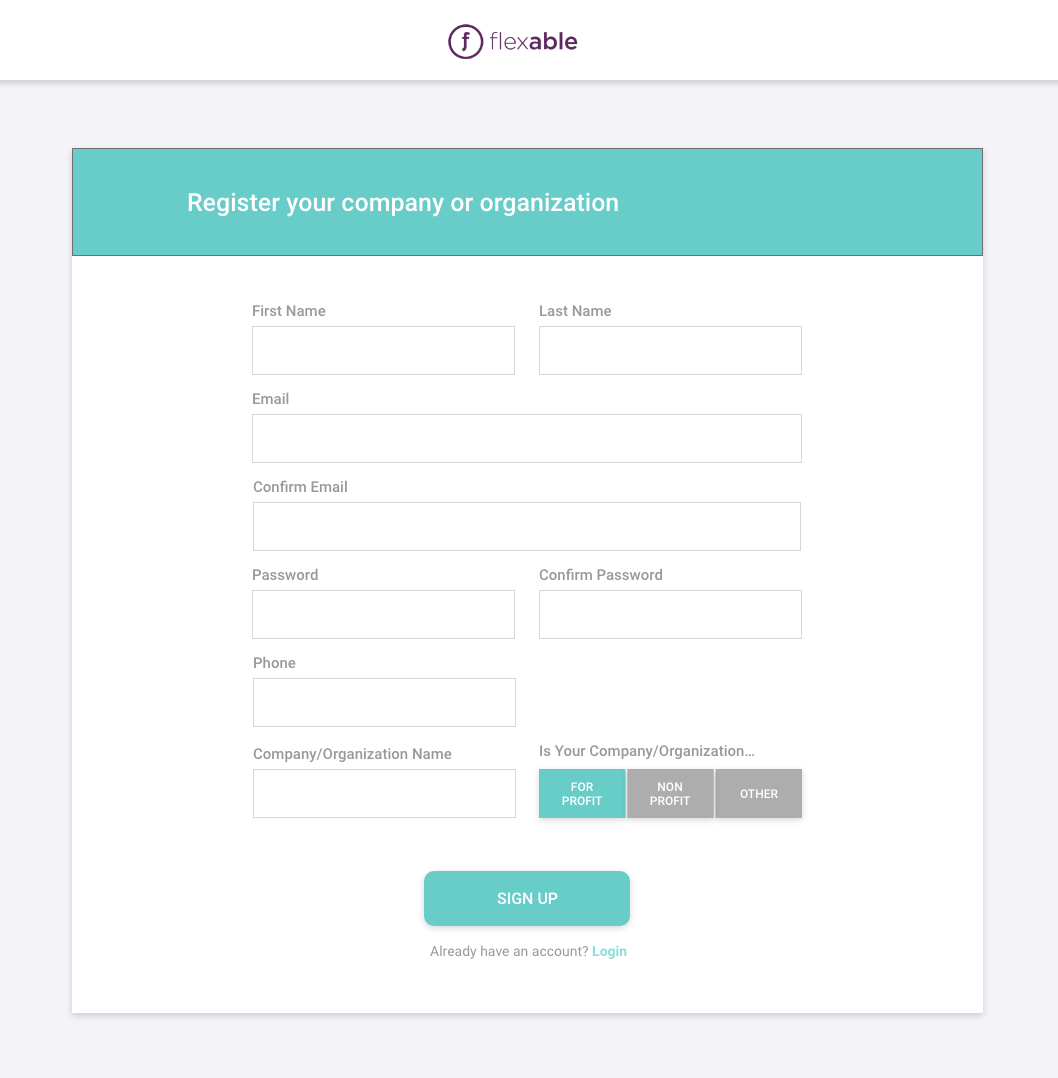 flexable
Register your company or organization
First Name
Last Name
Email
Confirm Email
Password
Confirm Password
Phone
Company/Organization Name
Is Your Company/Organization...
FOR
PROFIT
NON
PROFIT
OTHER
SIGN UP
Already have an account? Login